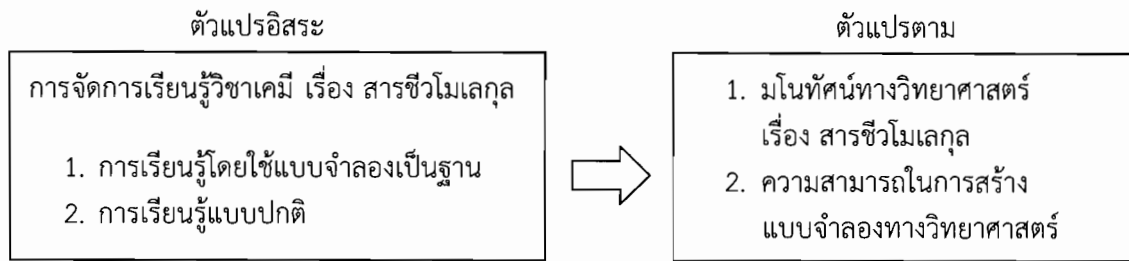 ตัวแปรอิสระ
การจัดการเรียนรู้วิชาเคมี เรื่อง สารชีวโมเลกุล
1. การเรียนรู้โดยใช้แบบจำลองเป็นฐาน
2. การเรียนรู้แบบปกติ
ตัวแปรตาม
1. มโนทัศน์ทางวิทยาศาสตร์
เรื่อง สารชีวโมเลกุล
2. ความสามารถในการสร้าง
แบบจำลองทางวิทยาศาสตร์